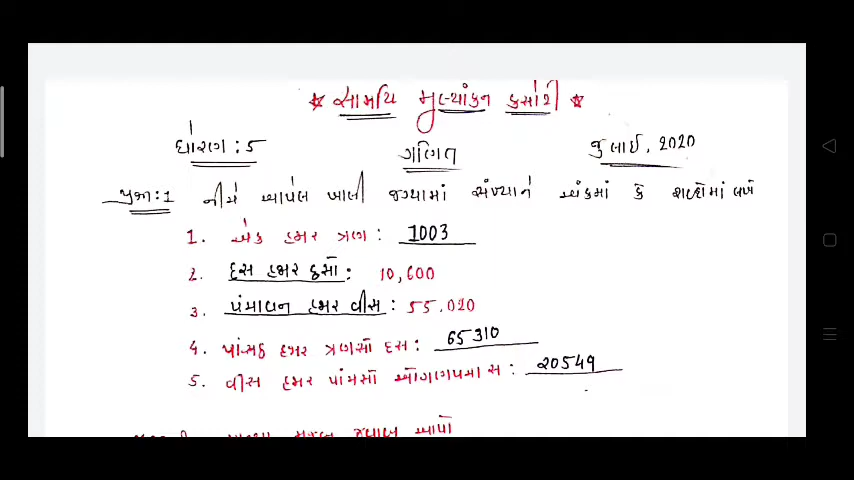 ★ સામયિ મૂલ્યાંકન કસોટી ★
ધોરણ : 5 ગણિત જુલાઈ, 2020
પ્રશ્ન : 1 નીચે આપેલ ખાલી જગ્યામાં સંખ્યાને અંકમાં કે શબ્દોમાં લખો
1. એક હજાર ત્રણ : 1003
2. દસ હજાર છસો : 10,600
3. પંચાવન હજાર વીસ : 55,020
4. પાંસઠ હજાર ત્રણસો દસ : 65310
5. વીસ હજાર પાંચસો ઓગણપચાસ : 20549
જવાબ આપો